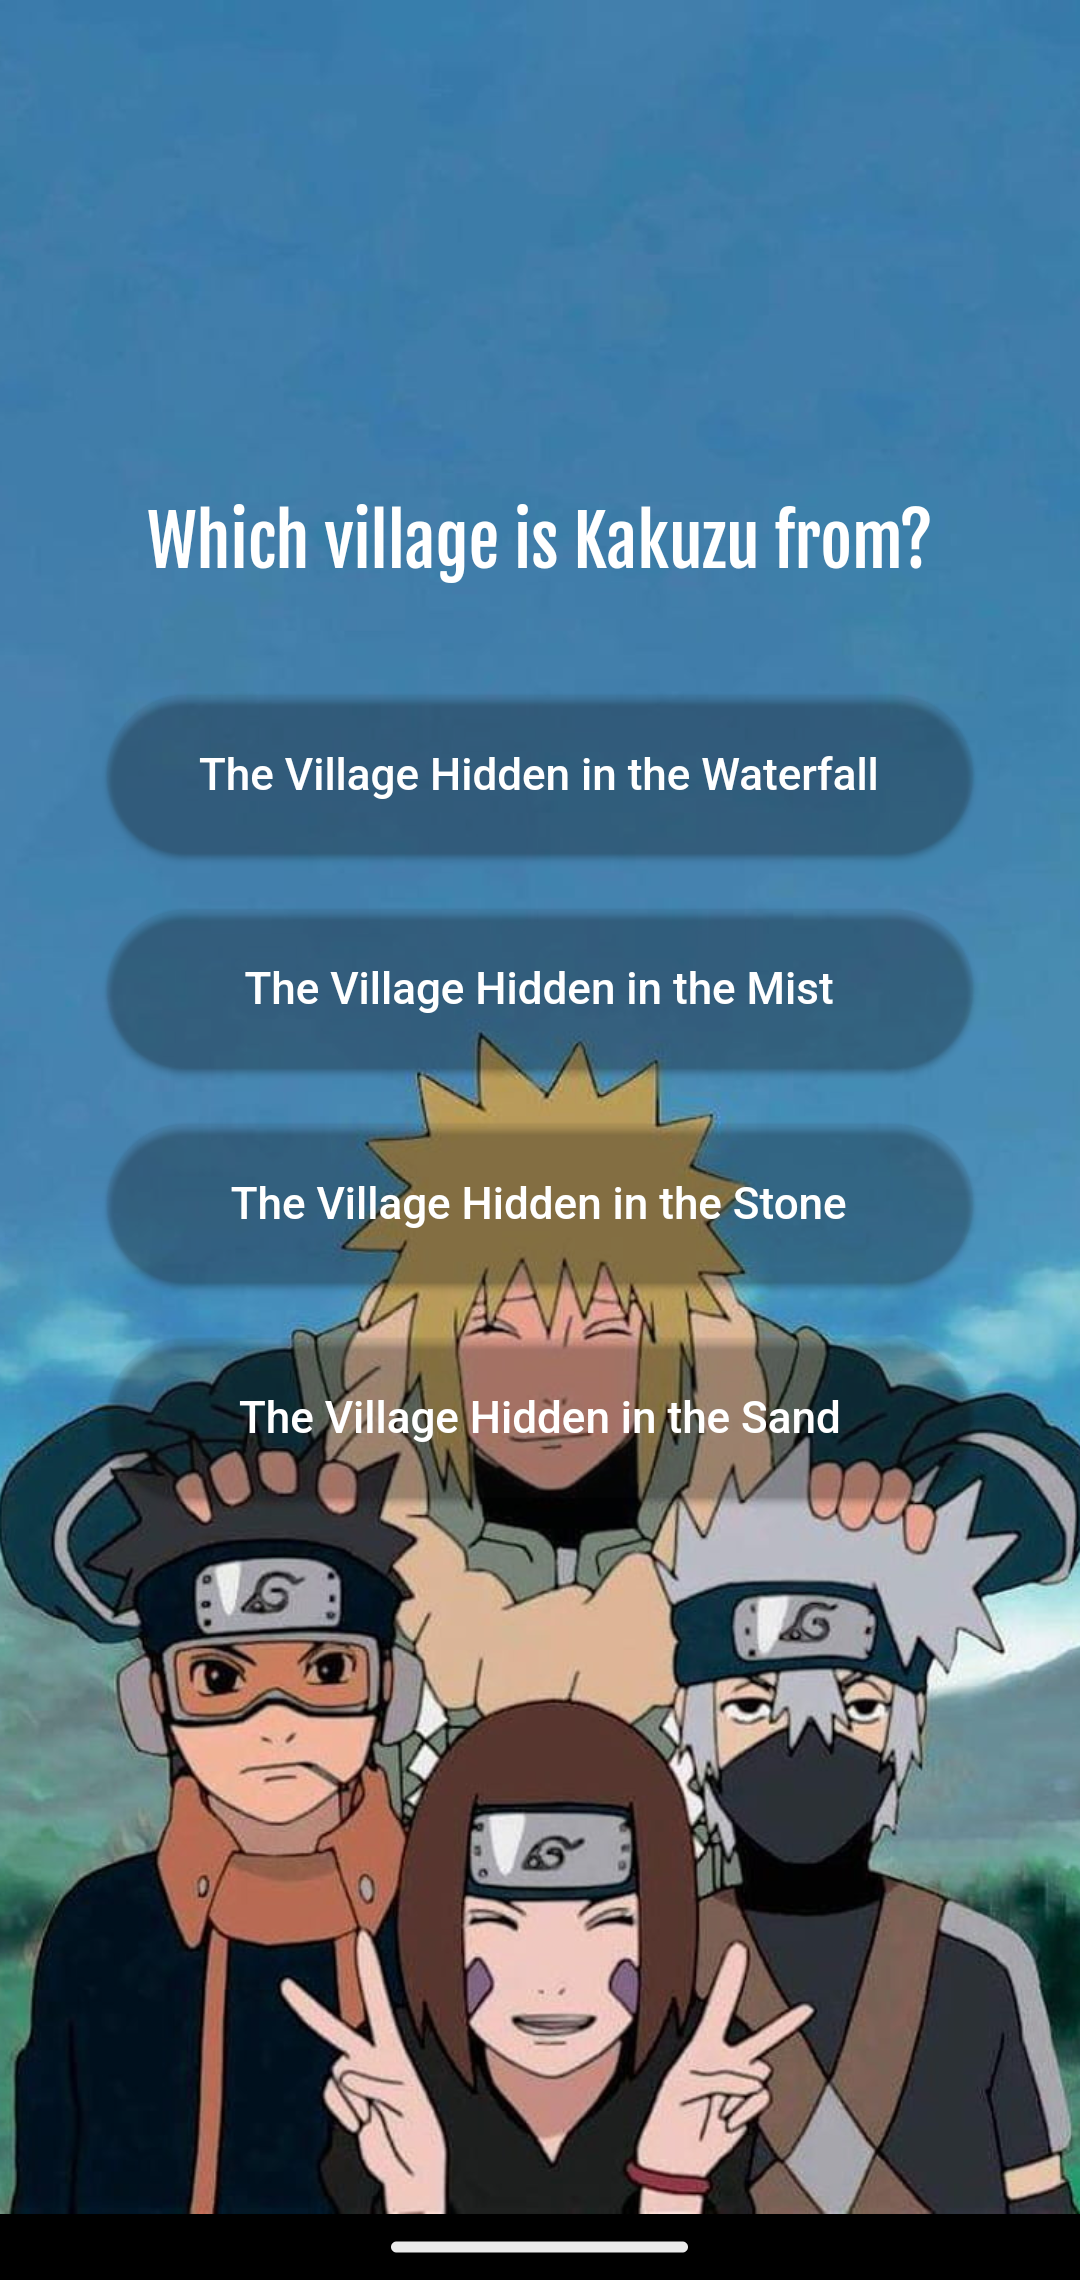 Which village is Kakuzu from?
The Village Hidden in the Waterfall
The Village Hidden in the Mist
The Village Hidden in the Stone
The Village Hidden in the Sand